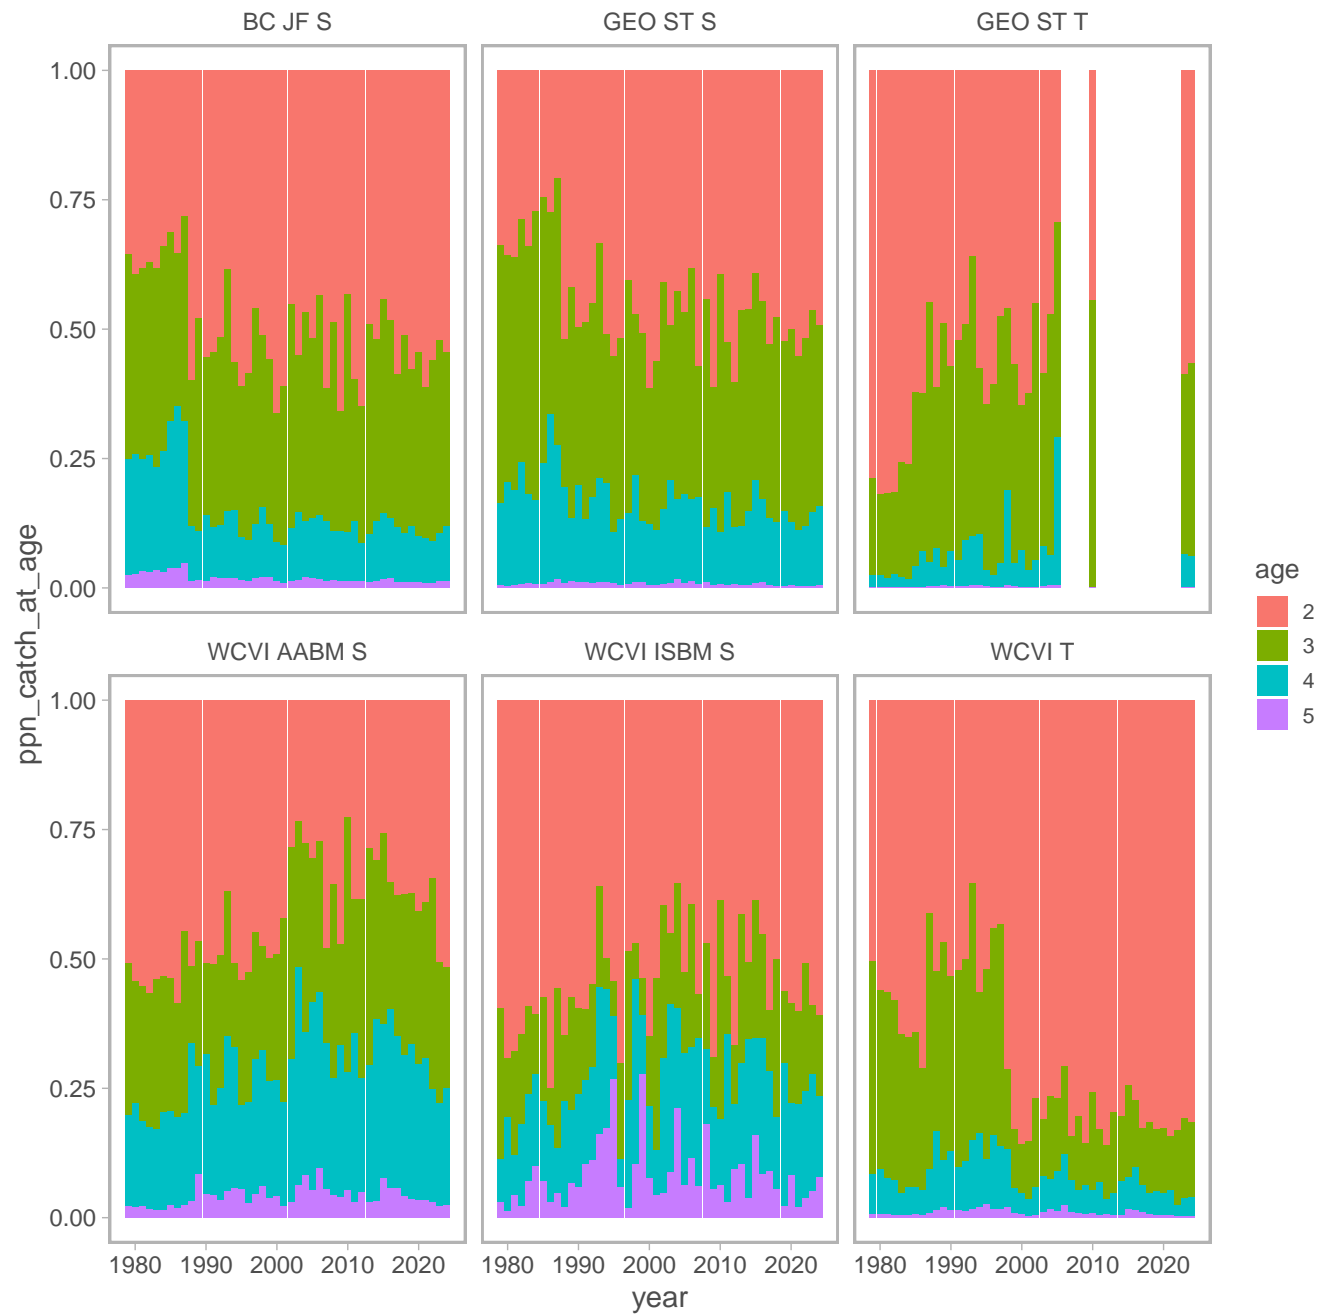 BC JF S
GEO ST S
GEO ST T
1.00
0.75
0.50
0.25
0.00
WCVI AABM S
WCVI ISBM S
WCVI T
1.00
0.75
0.50
0.25
0.00
1980 1990 2000 2010 2020
1980 1990 2000 2010 2020
1980 1990 2000 2010 2020
year
ppn_catch_at_age
age
2
3
4
5